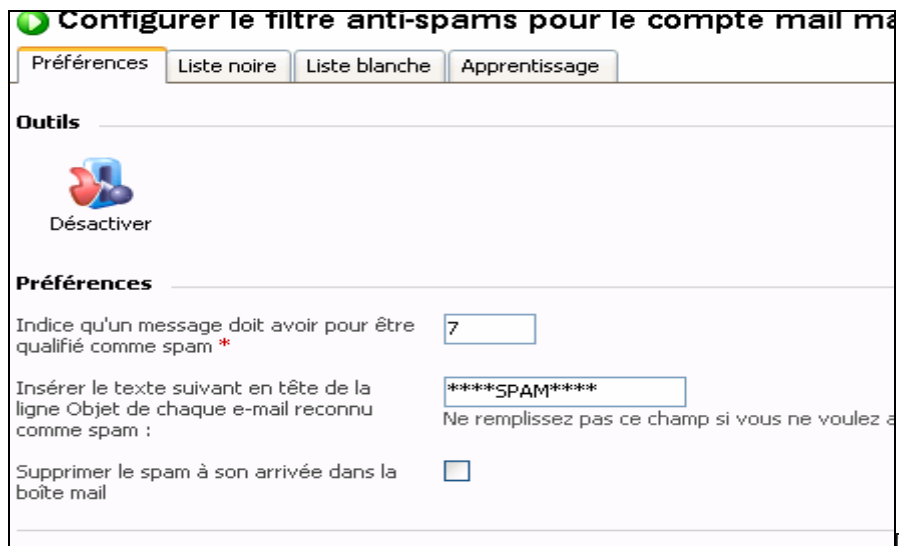 Configurer le filtre anti-spams pour le compte mail
Préférences Liste noire Liste blanche Apprentissage
Outils
Désactiver
Préférences
Indice qu'un message doit avoir pour être
qualifié comme spam *
7
Insérer le texte suivant en tête de la
ligne Objet de chaque e-mail reconnu
comme spam :
****SPAM****
Ne remplissez pas ce champ si vous ne voulez
Supprimer le spam à son arrivée dans la
boîte mail